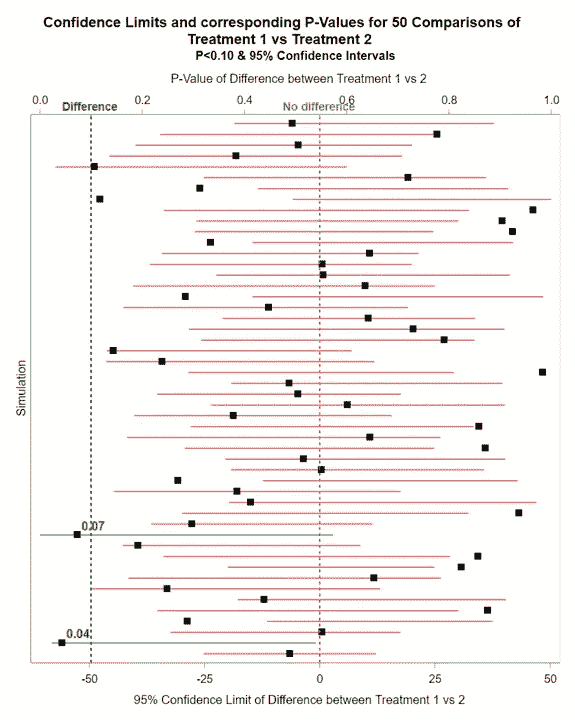 Confidence Limits and corresponding P-Values for 50 Comparisons of
Treatment 1 vs Treatment 2
P<0.10 & 95% Confidence Intervals
P-Value of Difference between Treatment 1 vs 2
0.0 0.2 0.4 0.6 0.8 1.0
Difference No difference
Simulation
0.07
0.04
-50 -25 0 25 50
95% Confidence Limit of Difference between Treatment 1 vs 2